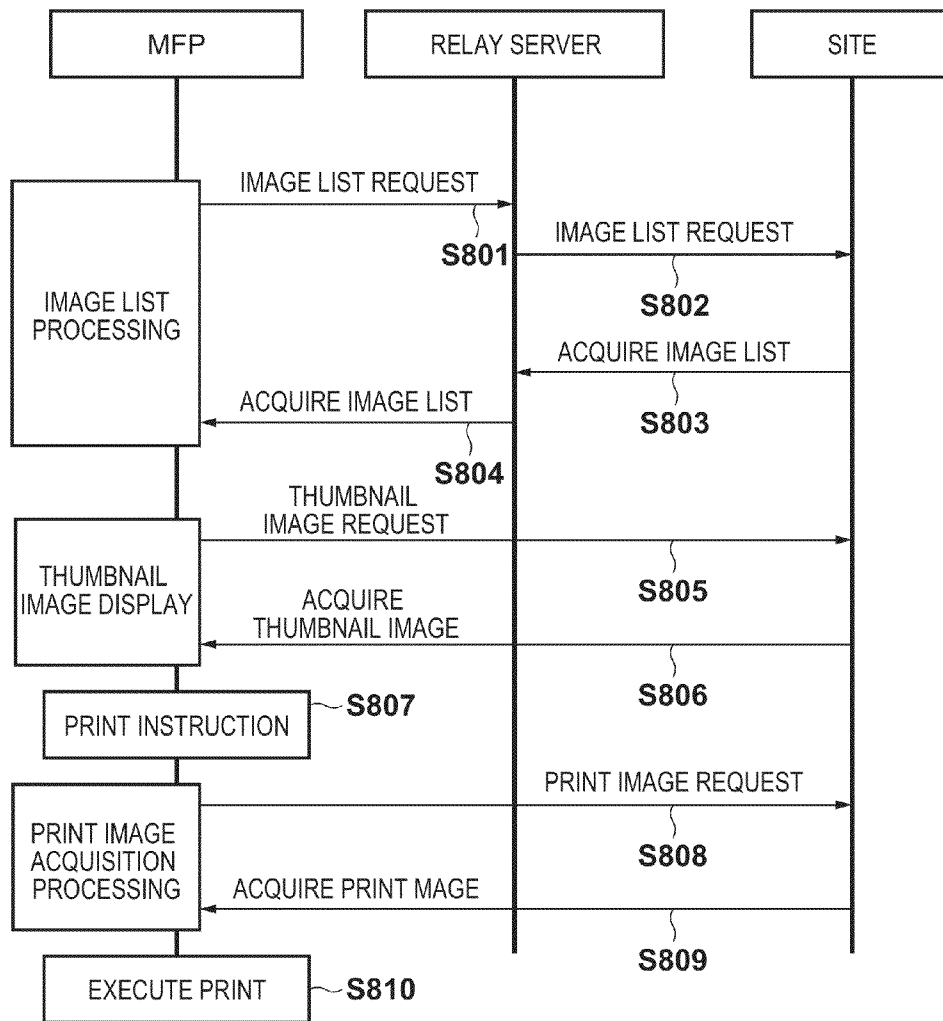 MFP
RELAY SERVER
SITE
IMAGE LIST REQUEST
S801
IMAGE LIST REQUEST
S802
IMAGE LIST
PROCESSING
ACQUIRE IMAGE LIST
S803
ACQUIRE IMAGE LIST
S804
THUMBNAIL
IMAGE REQUEST
S805
THUMBNAIL
IMAGE DISPLAY
ACQUIRE
THUMBNAIL IMAGE
S806
PRINT INSTRUCTION
S807
PRINT IMAGE REQUEST
S808
PRINT IMAGE
ACQUISITION
PROCESSING
ACQUIRE PRINT MAGE
S809
EXECUTE PRINT
S810